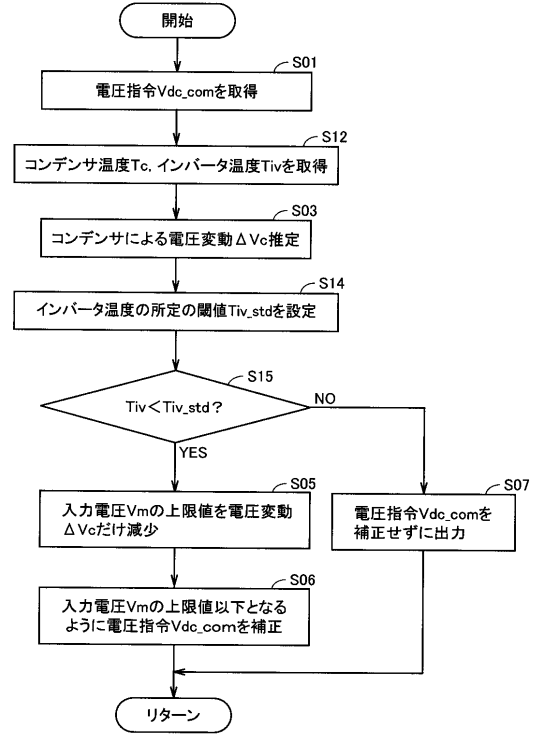 開始
S01
電圧指令Vdc_comを取得
S12
コンデンサ温度Tc,インバータ温度Tivを取得
S03
コンデンサによる電圧変動ΔVc推定
S14
インバータ温度の所定の閾値Tiv_stdを設定
S15
Tiv<Tiv_std?
NO
YES
S05
入力電圧Vmの上限値を電圧変動
ΔVcだけ減少
S07
電圧指令Vdc_comを
補正せずに出力
S06
入力電圧Vmの上限値以下となる
ように電圧指令Vdc_comを補正
リターン